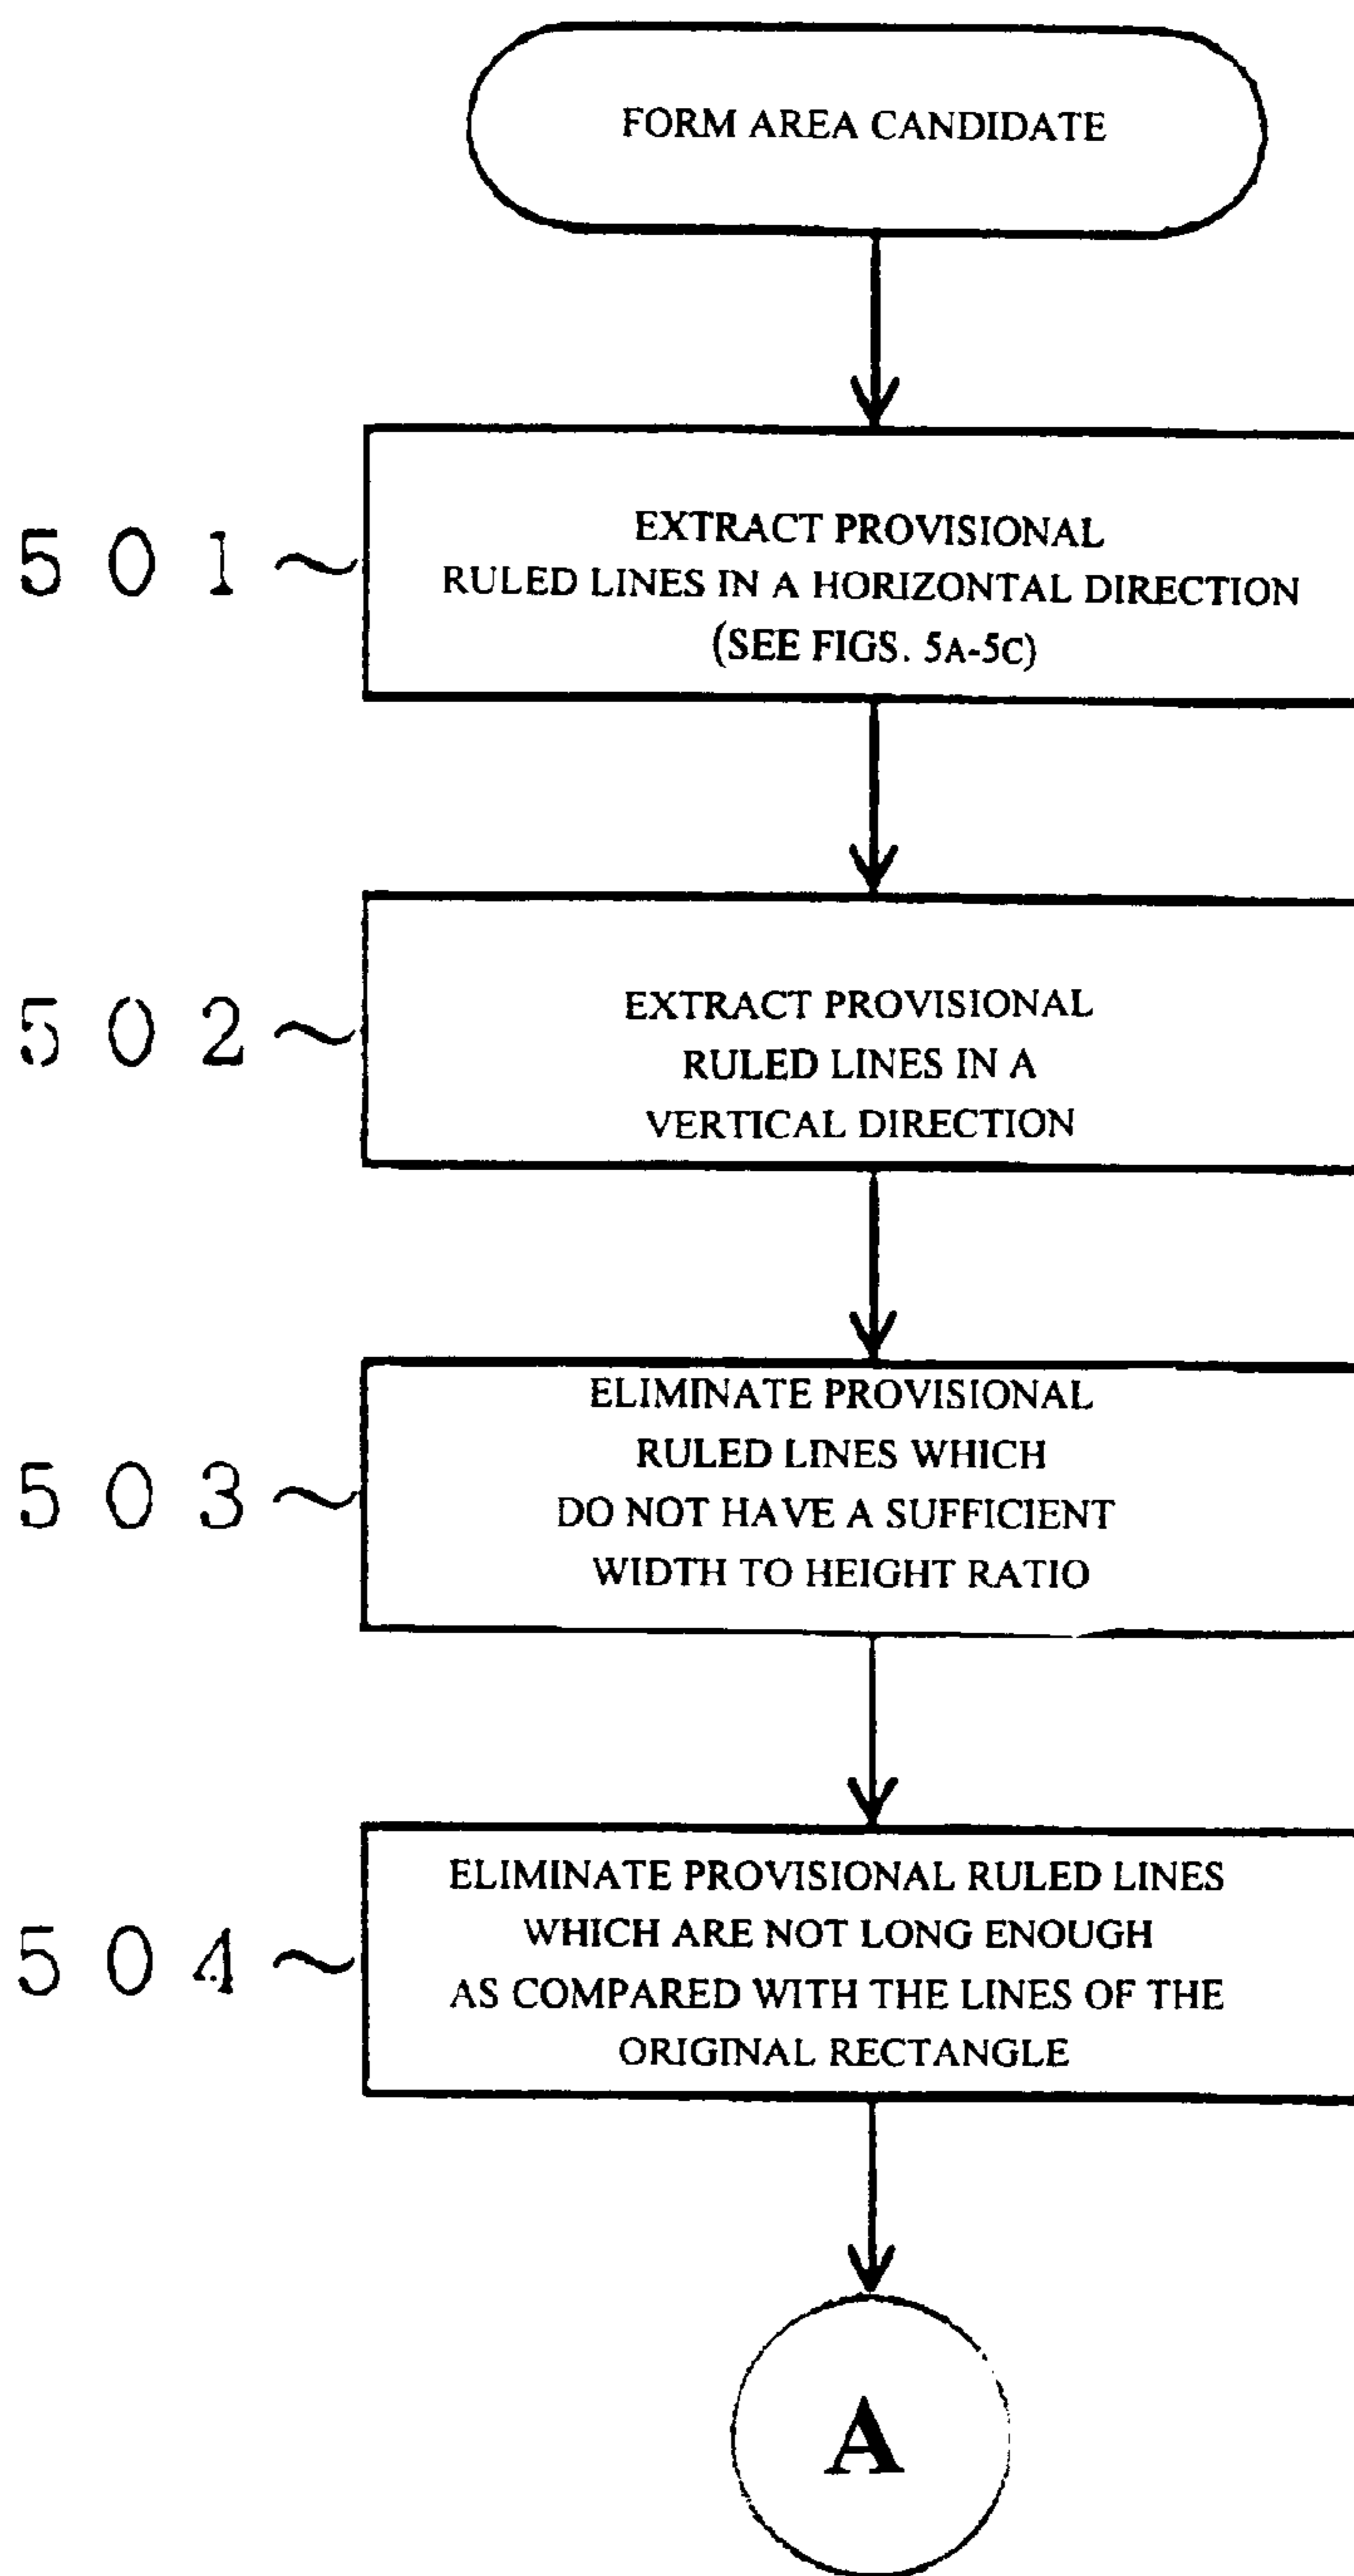 FORM AREA CANDIDATE
501
EXTRACT PROVISIONAL
RULED LINES IN A HORIZONTAL DIRECTION
(SEE FIGS. 5A-5C)
502
EXTRACT PROVISIONAL
RULED LINES IN A
VERTICAL DIRECTION
503
ELIMINATE PROVISIONAL
RULED LINES WHICH
DO NOT HAVE A SUFFICIENT
WIDTH TO HEIGHT RATIO
504
ELIMINATE PROVISIONAL RULED LINES
WHICH ARE NOT LONG ENOUGH
AS COMPARED WITH THE LINES OF THE
ORIGINAL RECTANGLE
A